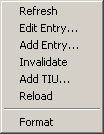 Refresh
Edit Entry...
Add Entry...
Invalidate
Add TIU...
Reload
Format